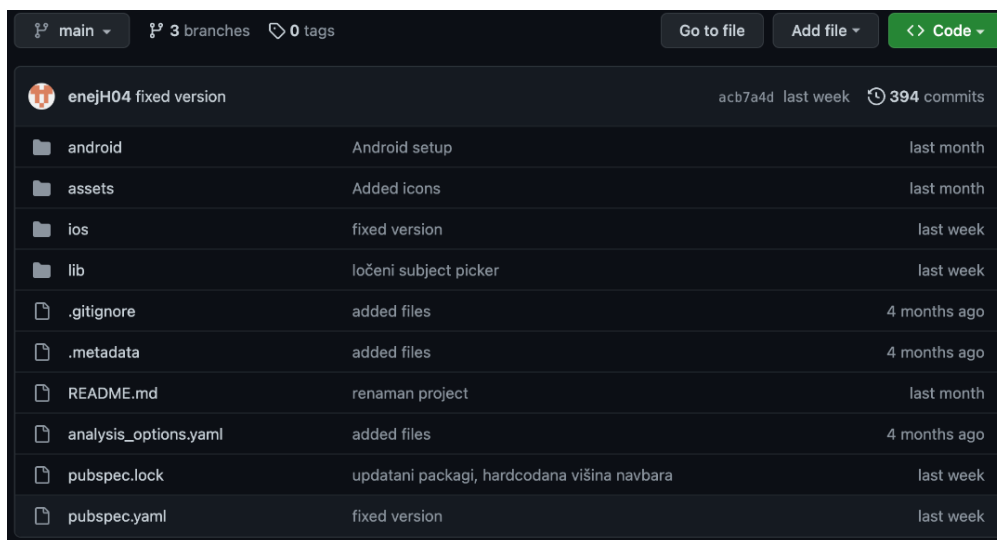 main 3 branches 0 tags Go to file Add file Code
enejH04 fixed version acb7a4d last week 394 commits
android Android setup last month
assets Added icons last month
ios fixed version last week
lib ločeni subject picker last week
.gitignore added files 4 months ago
.metadata added files 4 months ago
README.md renaman project last month
analysis_options.yaml added files 4 months ago
pubspec.lock updatani packagi, hardcodana višina navbara last week
pubspec.yaml fixed version last week